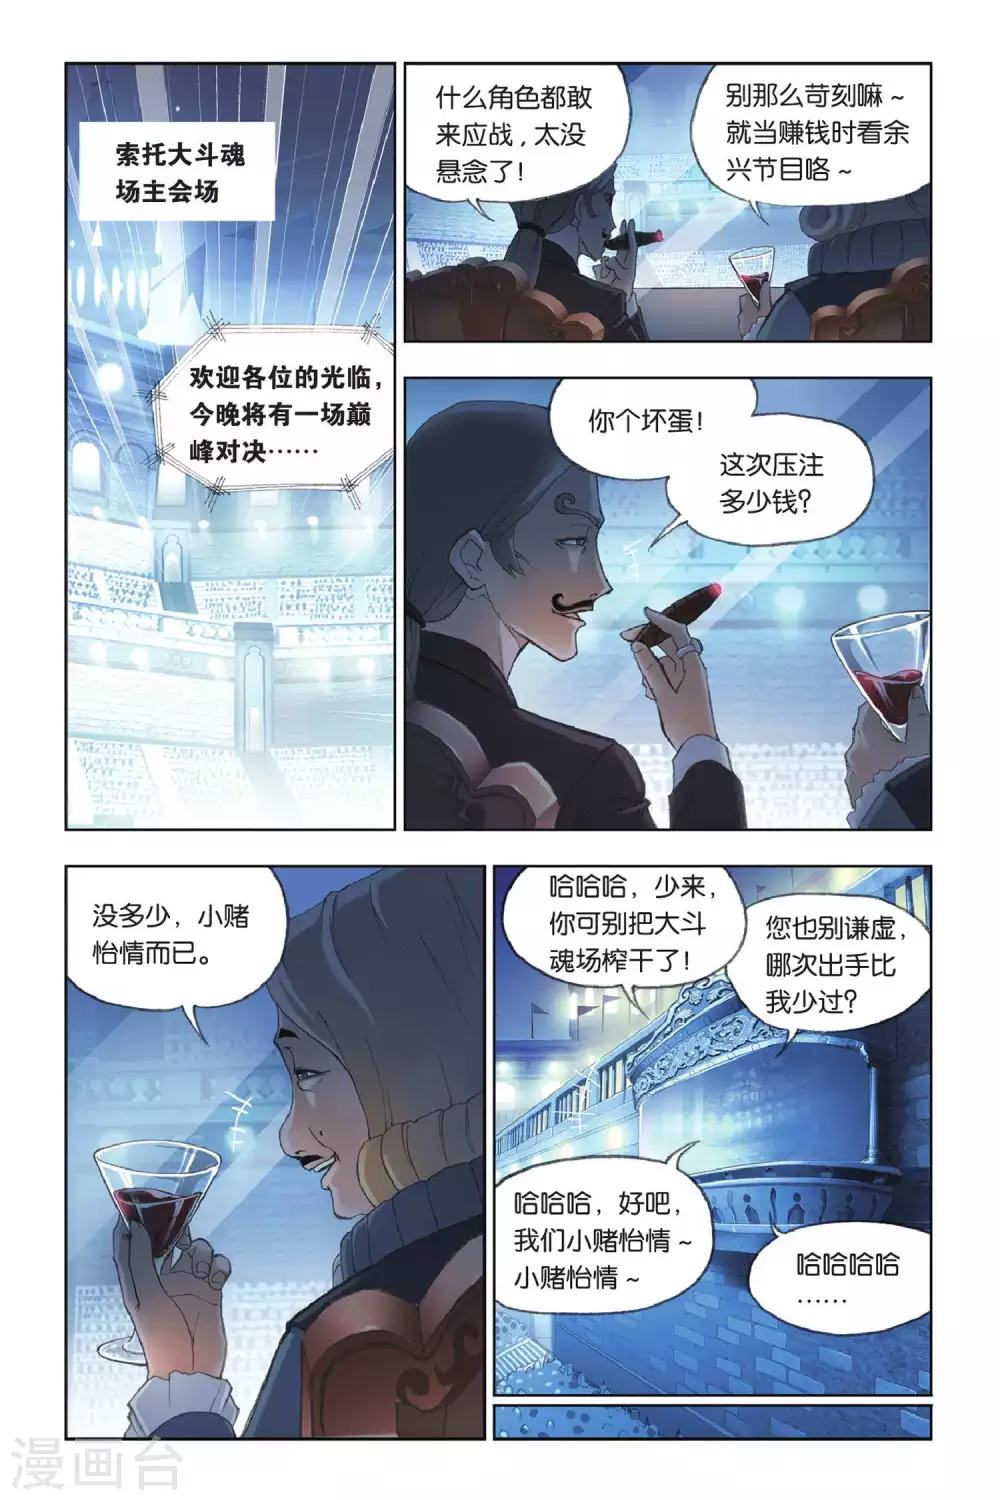 索托大斗魂
场主会场
欢迎各位的光临，
今晚将有一场巅
峰对决……
什么角色都敢
来应战，太没
悬念了！
别那么苛刻嘛~
就当赚钱时看余
兴节目咯~
你个坏蛋！
这次压注
多少钱？
没多少，小赌
怡情而已。
哈哈哈，少来，
你可别把大斗
魂场榨干了！
您也别谦虚，
哪次出手比
我少过？
哈哈哈，好吧，
我们小赌怡情~
小赌怡情~
哈哈哈哈
……
漫画台